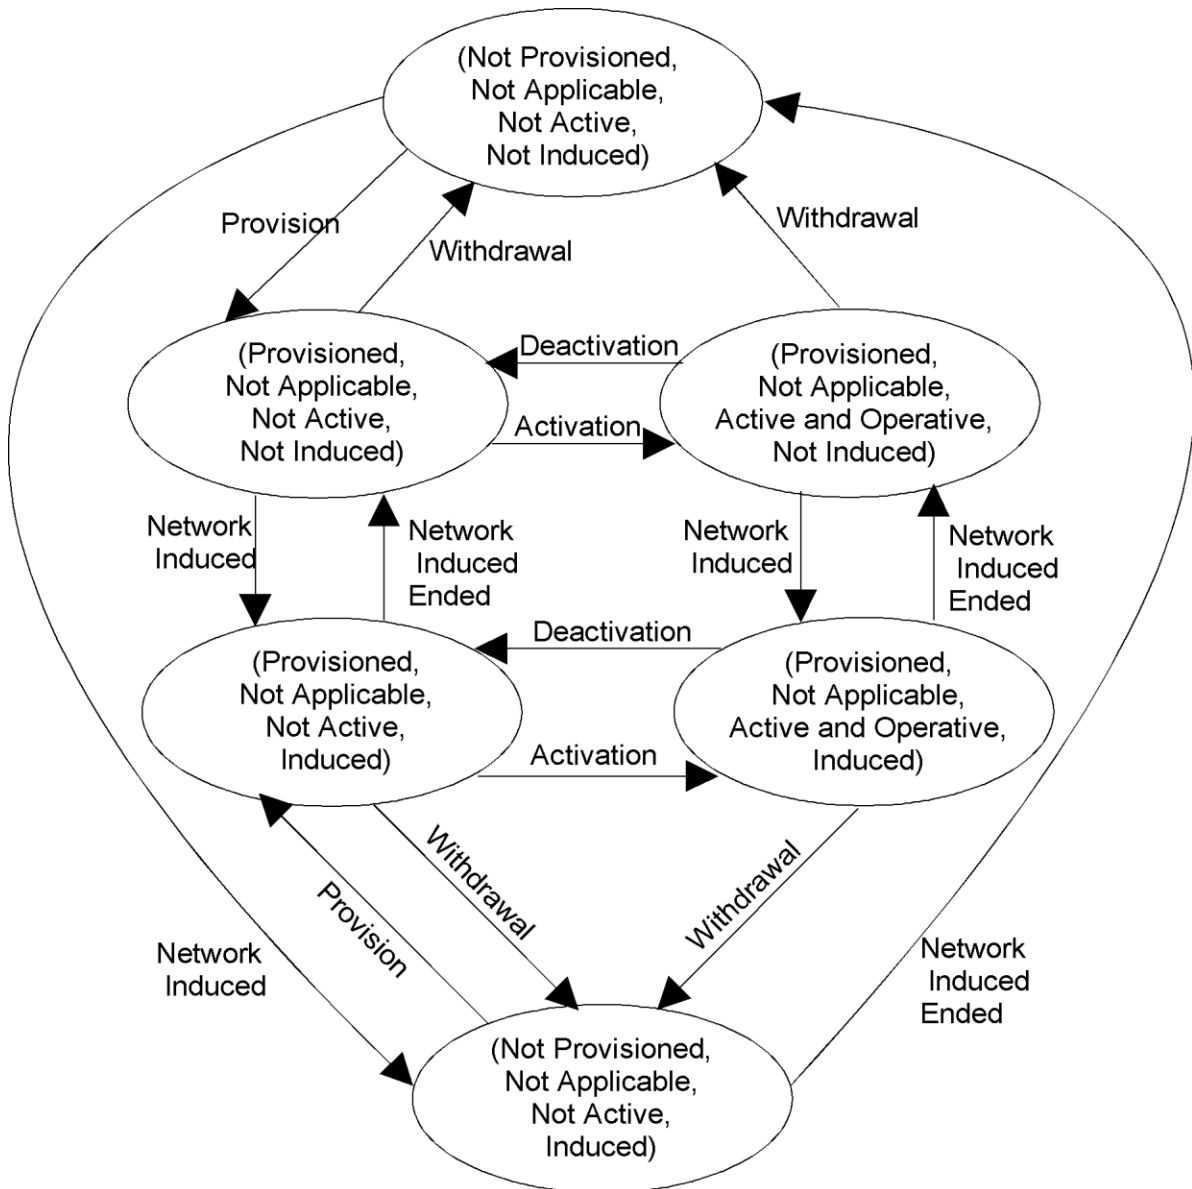 (Not Provisioned,
Not Applicable,
Not Active,
Not Induced)
Provision
Withdrawal
Withdrawal
(Provisioned,
Not Applicable,
Not Active,
Not Induced)
Deactivation
Activation
(Provisioned,
Not Applicable,
Active and Operative,
Not Induced)
Network
Induced
Network
Induced
Ended
Network
Induced
Network
Induced
Ended
(Provisioned,
Not Applicable,
Not Active,
Induced)
Deactivation
Activation
(Provisioned,
Not Applicable,
Active and Operative,
Induced)
Provision
Withdrawal
Withdrawal
Network
Induced
Network
Induced
Ended
(Not Provisioned,
Not Applicable,
Not Active,
Induced)